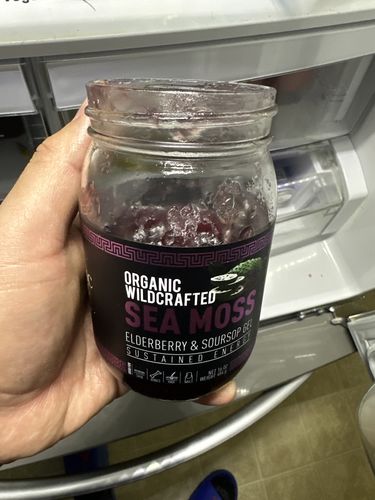 ORGANIC
WILDCRAFTED
SEA MOSS
ELDERBERRY & SOURSOP GEL
SUSTAINED ENERGY